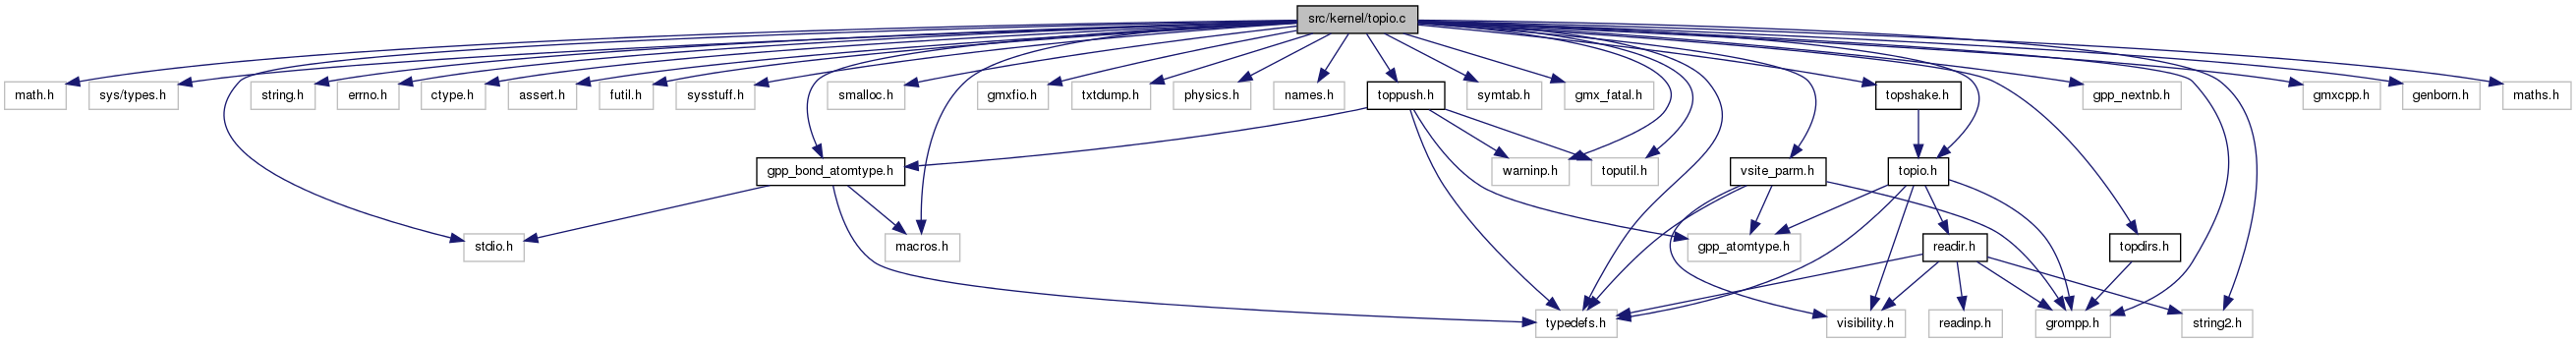 src/kernel/topio.c
math.h
sys/types.h
string.h
errno.h
ctype.h
assert.h
futil.h
sysstuff.h
smalloc.h
gmxfio.h
txtdump.h
physics.h
names.h
toppush.h
symtab.h
gmx_fatal.h
topshake.h
gpp_nextnb.h
gmxcpp.h
genborn.h
maths.h
gpp_bond_atomtype.h
warninp.h
toputil.h
vsite_parm.h
topio.h
stdio.h
macros.h
gpp_atomtype.h
readir.h
topdirs.h
typedefs.h
visibility.h
readinp.h
grompp.h
string2.h